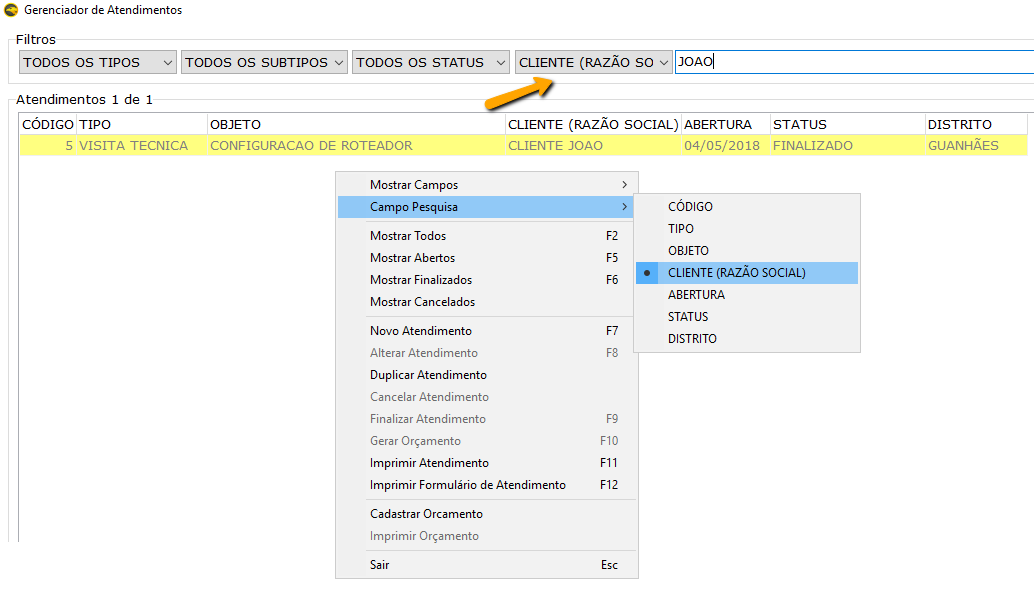 Gerenciador de Atendimentos
Filtros
TODOS OS TIPOS TODOS OS SUBTIPOS TODOS OS STATUS CLIENTE (RAZÃO SO JOAO
Atendimentos 1 de 1
CÓDIGO TIPO OBJETO CLIENTE (RAZÃO SOCIAL) ABERTURA STATUS DISTRITO
5 VISITA TECNICA CONFIGURACAO DE ROTEADOR CLIENTE JOAO 04/05/2018 FINALIZADO GUANHÃES
Mostrar Campos
Campo Pesquisa
Mostrar Todos F2
Mostrar Abertos F5
Mostrar Finalizados F6
Mostrar Cancelados
Novo Atendimento F7
Alterar Atendimento F8
Duplicar Atendimento
Cancelar Atendimento
Finalizar Atendimento F9
Gerar Orçamento F10
Imprimir Atendimento F11
Imprimir Formulário de Atendimento F12
Cadastrar Orcamento
Imprimir Orçamento
Sair Esc
CÓDIGO
TIPO
OBJETO
CLIENTE (RAZÃO SOCIAL)
ABERTURA
STATUS
DISTRITO